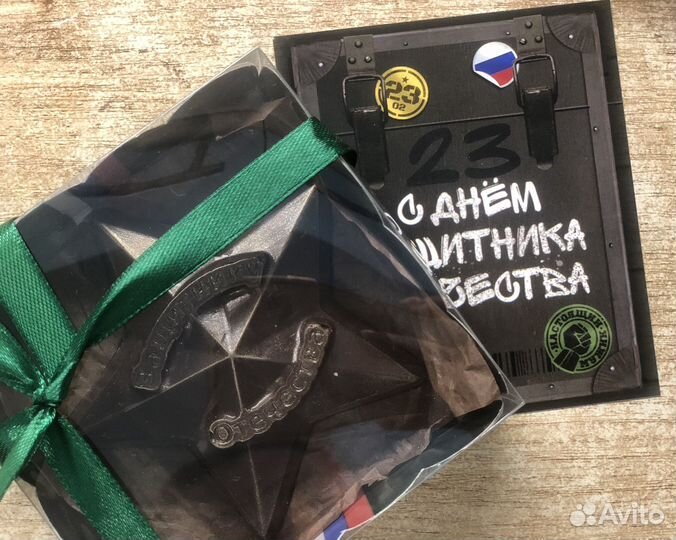 23
02
23
С ДНЁМ
ЩИТНИКА
ЕСТВА
НАСТОЯЩИЙ
Защитнику
Отечества
Avito